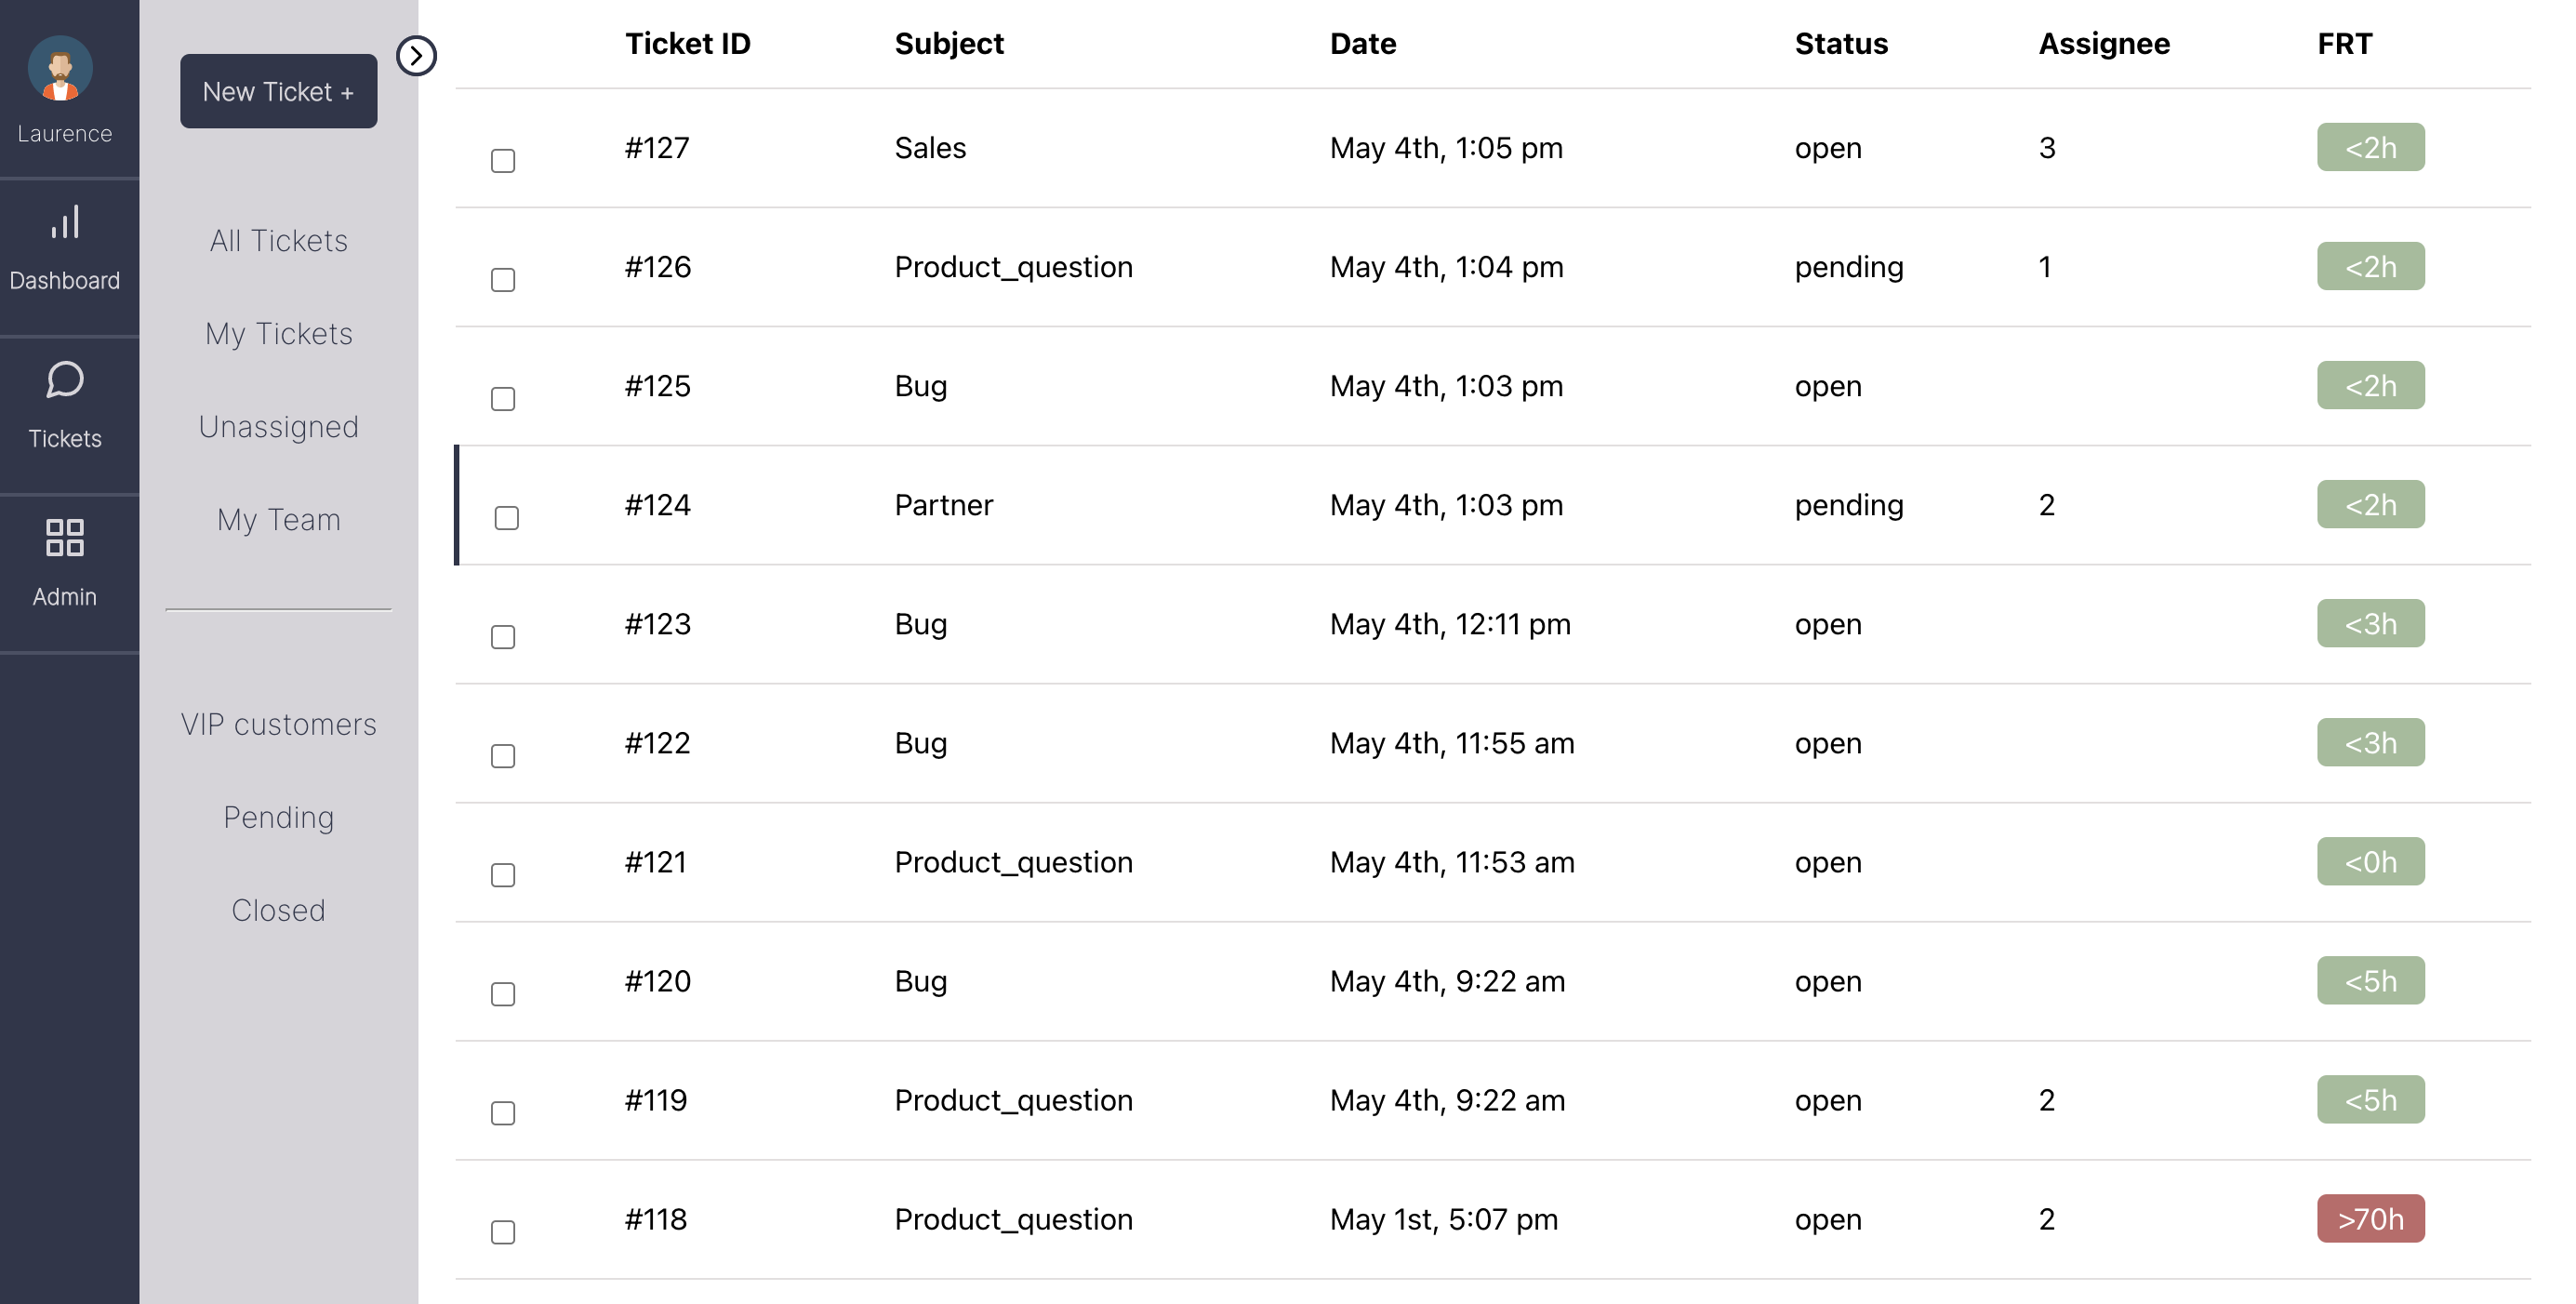 Laurence
Dashboard
Tickets
Admin
New Ticket +
All Tickets
My Tickets
Unassigned
My Team
VIP customers
Pending
Closed
Ticket ID Subject Date Status Assignee FRT
#127 Sales May 4th, 1:05 pm open 3 <2h
#126 Product_question May 4th, 1:04 pm pending 1 <2h
#125 Bug May 4th, 1:03 pm open <2h
#124 Partner May 4th, 1:03 pm pending 2 <2h
#123 Bug May 4th, 12:11 pm open <3h
#122 Bug May 4th, 11:55 am open <3h
#121 Product_question May 4th, 11:53 am open <0h
#120 Bug May 4th, 9:22 am open <5h
#119 Product_question May 4th, 9:22 am open 2 <5h
#118 Product_question May 1st, 5:07 pm open 2 >70h